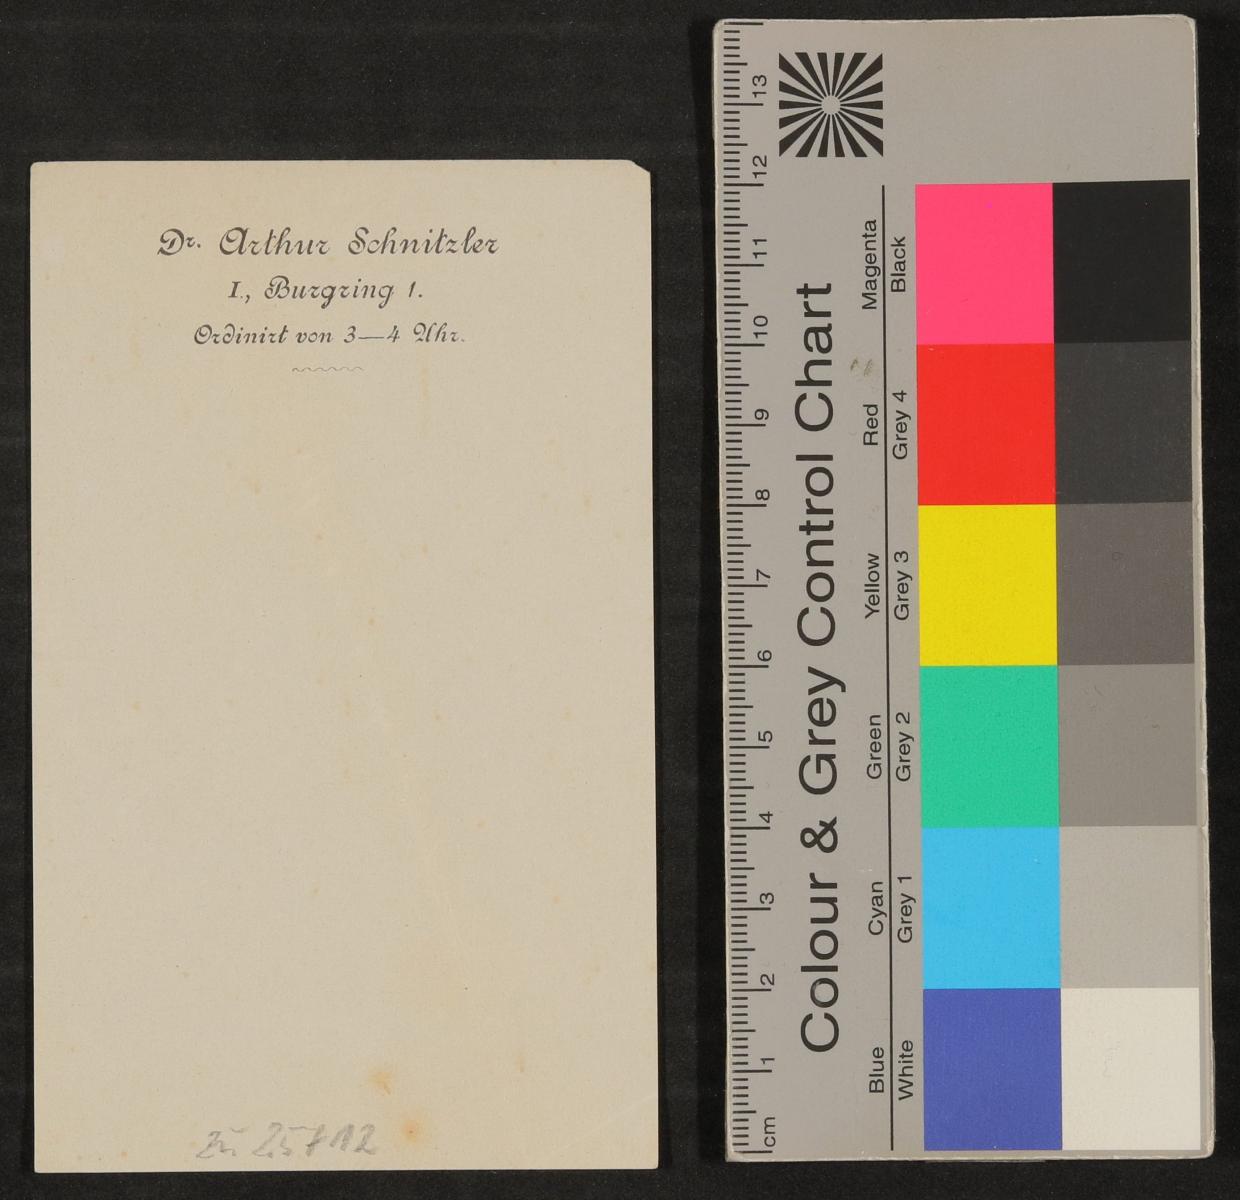 Dr. Arthur Schnitzler
I., Burgring 1.
Ordinirt von 3—4 Uhr.
zu 25712
Colour & Grey Control Chart
Blue Cyan Green Yellow Red Magenta
White Grey 1 Grey 2 Grey 3 Grey 4 Black
cm 1 2 3 4 5 6 7 8 9 10 11 12 13